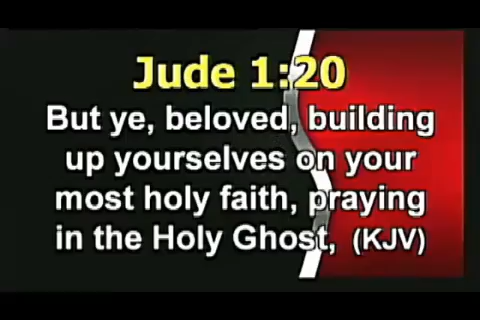 Jude 1:20
But ye, beloved, building
up yourselves on your
most holy faith, praying
in the Holy Ghost, (KJV)